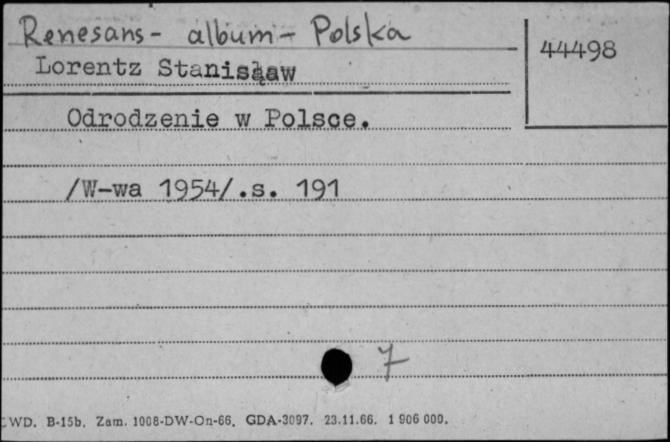 Renesans - album - Polska
44498
Lorentz Stanisław
Odrodzenie w Polsce.
/W-wa 1954/.s. 191
7
WD. B-15b. Zam. 1008-DW-On-66. GDA-3097. 23.11.66. 1 906 000.